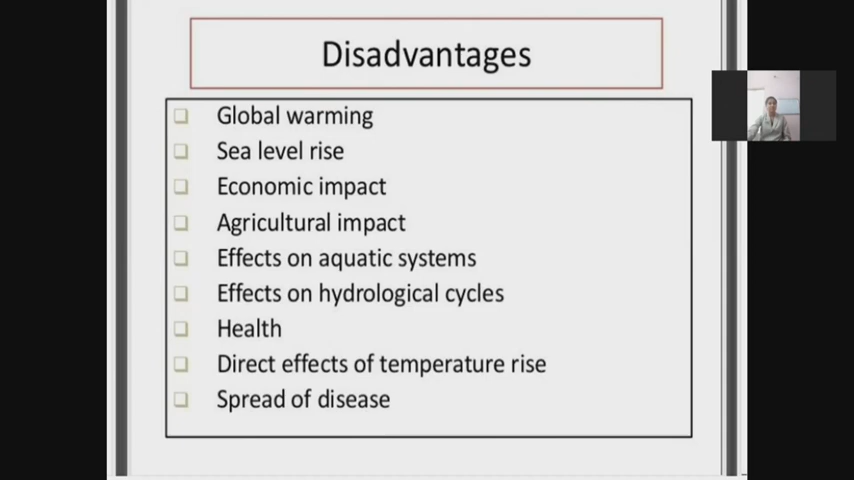 Disadvantages
Global warming
Sea level rise
Economic impact
Agricultural impact
Effects on aquatic systems
Effects on hydrological cycles
Health
Direct effects of temperature rise
Spread of disease